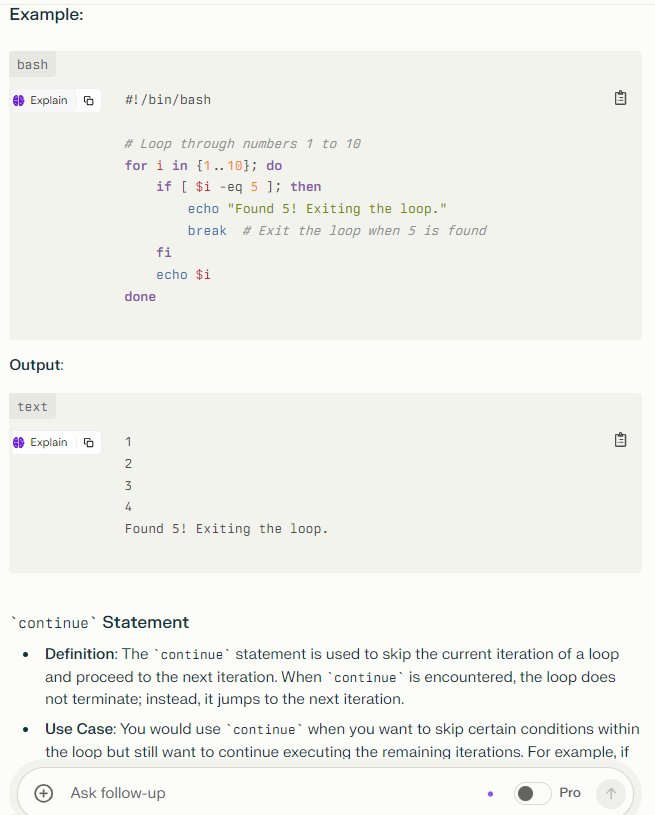 Example:
bash
Explain
#!/bin/bash
# Loop through numbers 1 to 10
for i in {1..10}; do
if [ $i -eq 5 ]; then
echo "Found 5! Exiting the loop."
break  # Exit the loop when 5 is found
fi
echo $i
done
Output:
text
Explain
1
2
3
4
Found 5! Exiting the loop.
`continue` Statement
• Definition: The `continue` statement is used to skip the current iteration of a loop
and proceed to the next iteration. When `continue` is encountered, the loop does
not terminate; instead, it jumps to the next iteration.
• Use Case: You would use `continue` when you want to skip certain conditions within
the loop but still want to continue executing the remaining iterations. For example, if
Ask follow-up
Pro